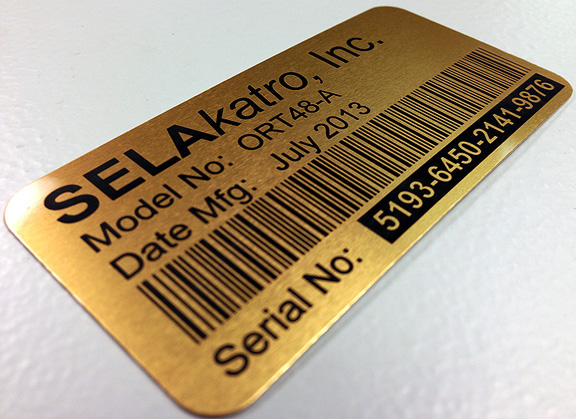 SELAkatro, Inc.
Model No: ORT48-A
Date Mfg: July 2013
Serial No: 5193-6450-2141-9876